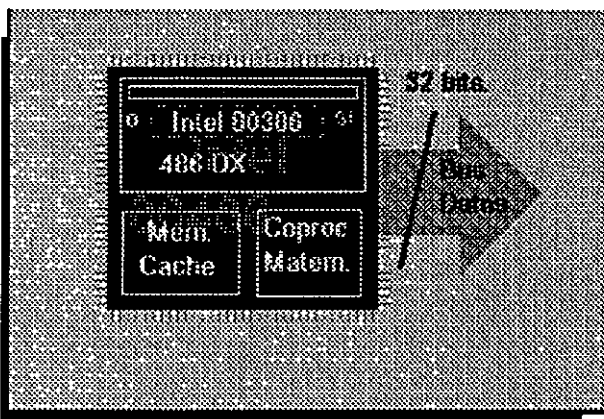 32 bits.
Intel 80386
486 DX
Bus
Datos
Mem.
Cache
Coproc
Matem.